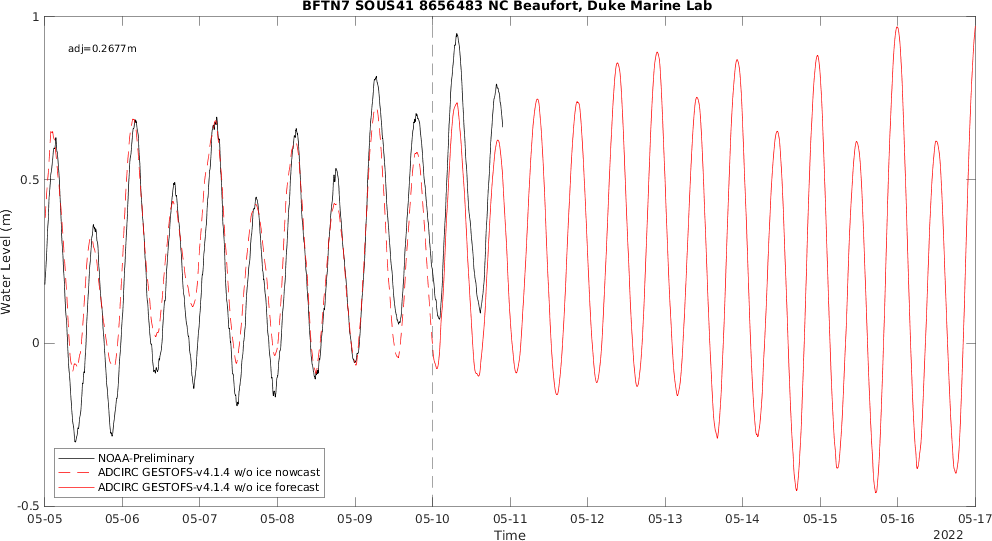 BFTN7 SOUS41 8656483 NC Beaufort, Duke Marine Lab
adj=0.2677m
1
0.5
0
-0.5
Water Level (m)
NOAA-Preliminary
ADCIRC GESTOFS-v4.1.4 w/o ice nowcast
ADCIRC GESTOFS-v4.1.4 w/o ice forecast
05-05 05-06 05-07 05-08 05-09 05-10 05-11 05-12 05-13 05-14 05-15 05-16 05-17
Time
2022